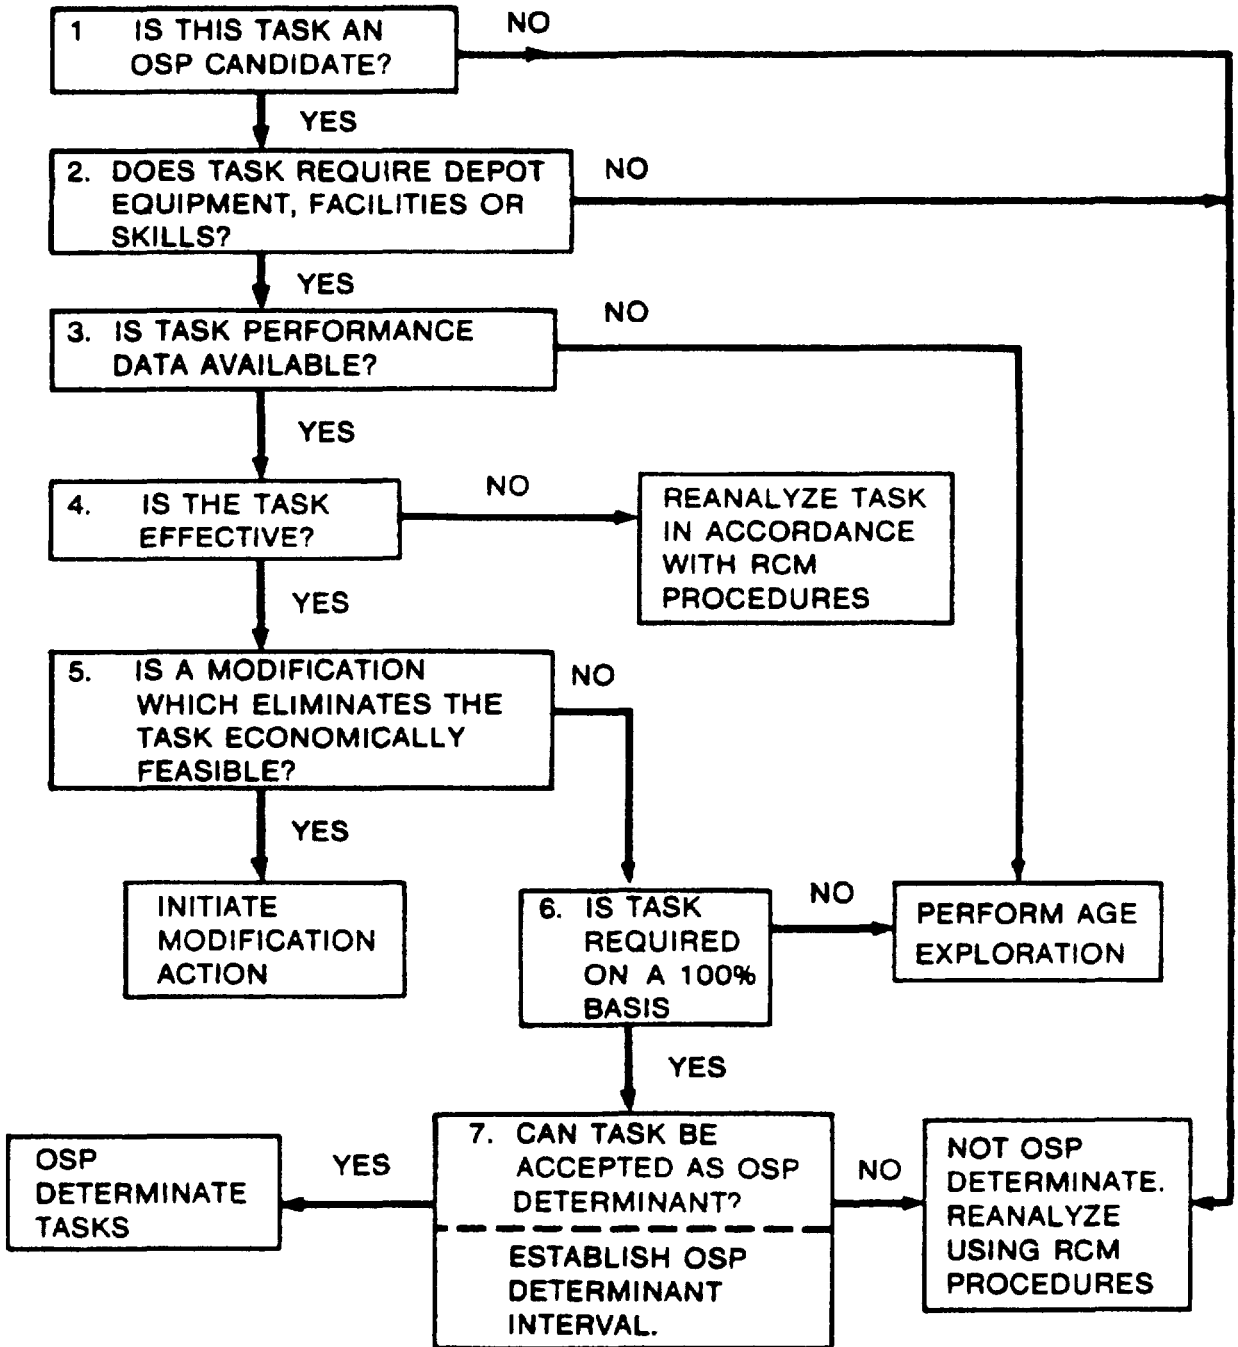 1 IS THIS TASK AN
OSP CANDIDATE?
NO
YES
2. DOES TASK REQUIRE DEPOT
EQUIPMENT, FACILITIES OR
SKILLS?
NO
YES
3. IS TASK PERFORMANCE
DATA AVAILABLE?
NO
YES
4. IS THE TASK
EFFECTIVE?
NO
REANALYZE TASK
IN ACCORDANCE
WITH RCM
PROCEDURES
YES
5. IS A MODIFICATION
WHICH ELIMINATES THE
TASK ECONOMICALLY
FEASIBLE?
NO
YES
INITIATE
MODIFICATION
ACTION
6. IS TASK
REQUIRED
ON A 100%
BASIS
NO
PERFORM AGE
EXPLORATION
YES
7. CAN TASK BE
ACCEPTED AS OSP
DETERMINANT?
ESTABLISH OSP
DETERMINANT
INTERVAL.
YES
OSP
DETERMINATE
TASKS
NO
NOT OSP
DETERMINATE.
REANALYZE
USING RCM
PROCEDURES